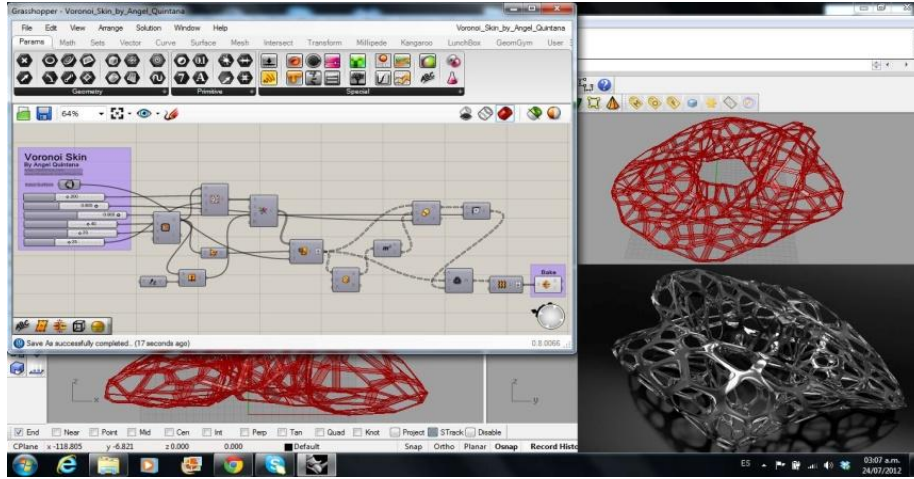 Grasshopper - Voronoi_Skin_by_Angel_Quintana
File Edit View Arrange Solution Window Help
Voronoi_Skin_by_Angel_Quintana
Params Math Sets Vector Curve Surface Mesh Intersect Transform Millipede Kangaroo LunchBox GeomGym User
Geometry
Primitive
Special
64%
Voronoi Skin
By Angel Quintana
Bake
Save As successfully completed.. (17 seconds ago)
0.8.0066
z
x
z
y
End Near Point Mid Cen Int Perp Tan Quad Knot Project STrack Disable
CPlane x -118.805 y -6.821 z 0.000 0.000 Default Snap Ortho Planar Osnap Record Histo
ES
03:07 a.m.
24/07/2012